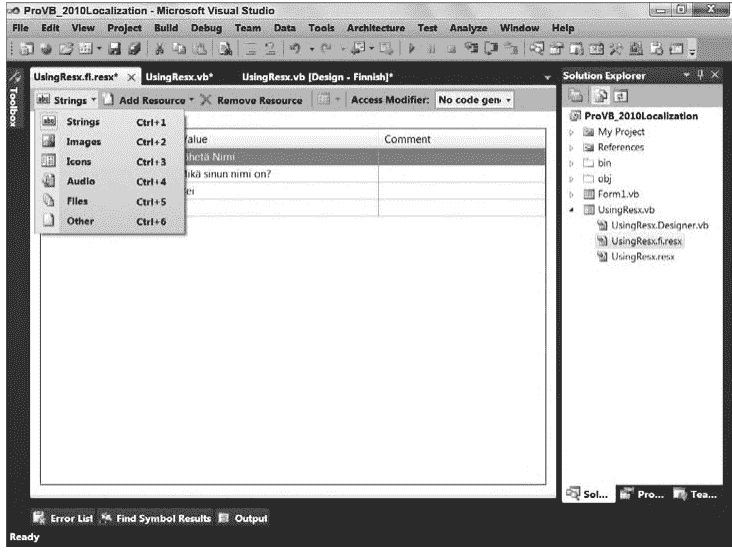 ProVB_2010Localization - Microsoft Visual Studio
File Edit View Project Build Debug Team Data Tools Architecture Test Analyze Window Help
Toolbox
UsingResx.fi.resx* UsingResx.vb* UsingResx.vb [Design - Finnish]*
Strings Add Resource Remove Resource Access Modifier: No code gen
Strings Ctrl+1
Images Ctrl+2
Icons Ctrl+3
Audio Ctrl+4
Files Ctrl+5
Other Ctrl+6
Comment
Nimi
sinun nimi on?
Solution Explorer
ProVB_2010Localization
My Project
References
bin
obj
Form1.vb
UsingResx.vb
UsingResx.Designer.vb
UsingResx.fi.resx
UsingResx.resx
Sol... Pro... Tea...
Error List Find Symbol Results Output
Ready